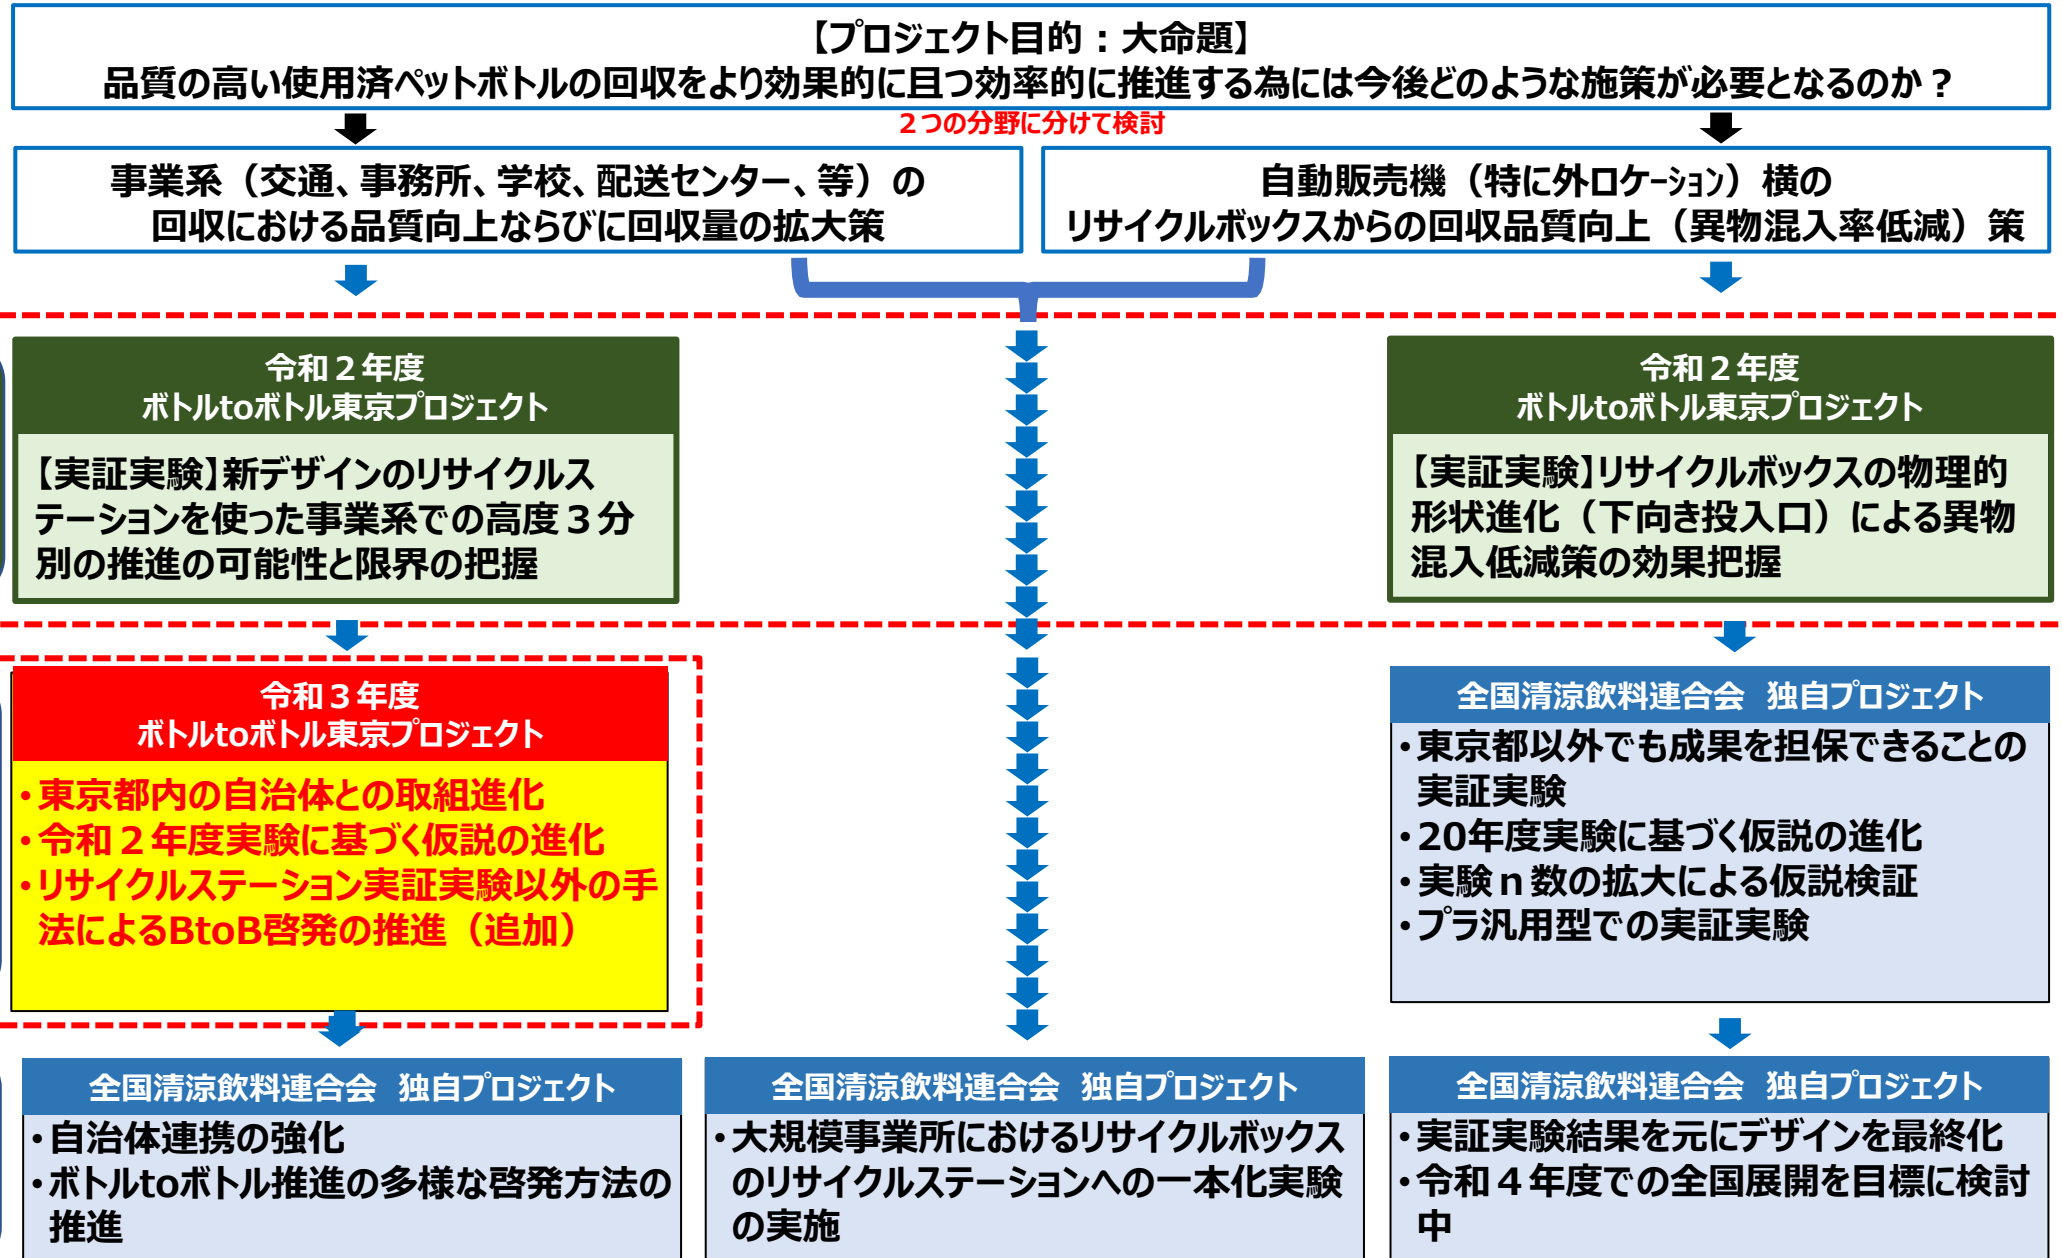 【プロジェクト目的：大命題】
品質の高い使用済ペットボトルの回収をより効果的に且つ効率的に推進する為には今後どのような施策が必要となるのか？
２つの分野に分けて検討
事業系（交通、事務所、学校、配送センター、等）の
回収における品質向上ならびに回収量の拡大策
自動販売機（特に外ロケーション）横の
リサイクルボックスからの回収品質向上（異物混入率低減）策
令和２年度
ボトルtoボトル東京プロジェクト
【実証実験】新デザインのリサイクルス
テーションを使った事業系での高度３分
別の推進の可能性と限界の把握
令和２年度
ボトルtoボトル東京プロジェクト
【実証実験】リサイクルボックスの物理的
形状進化（下向き投入口）による異物
混入低減策の効果把握
令和３年度
ボトルtoボトル東京プロジェクト
・東京都内の自治体との取組進化
・令和２年度実験に基づく仮説の進化
・リサイクルステーション実証実験以外の手
法によるBtoB啓発の推進（追加）
全国清涼飲料連合会　独自プロジェクト
・東京都以外でも成果を担保できることの
実証実験
・20年度実験に基づく仮説の進化
・実験ｎ数の拡大による仮説検証
・プラ汎用型での実証実験
全国清涼飲料連合会　独自プロジェクト
・自治体連携の強化
・ボトルtoボトル推進の多様な啓発方法の
推進
全国清涼飲料連合会　独自プロジェクト
・大規模事業所におけるリサイクルボックス
のリサイクルステーションへの一本化実験
の実施
全国清涼飲料連合会　独自プロジェクト
・実証実験結果を元にデザインを最終化
・令和４年度での全国展開を目標に検討
中